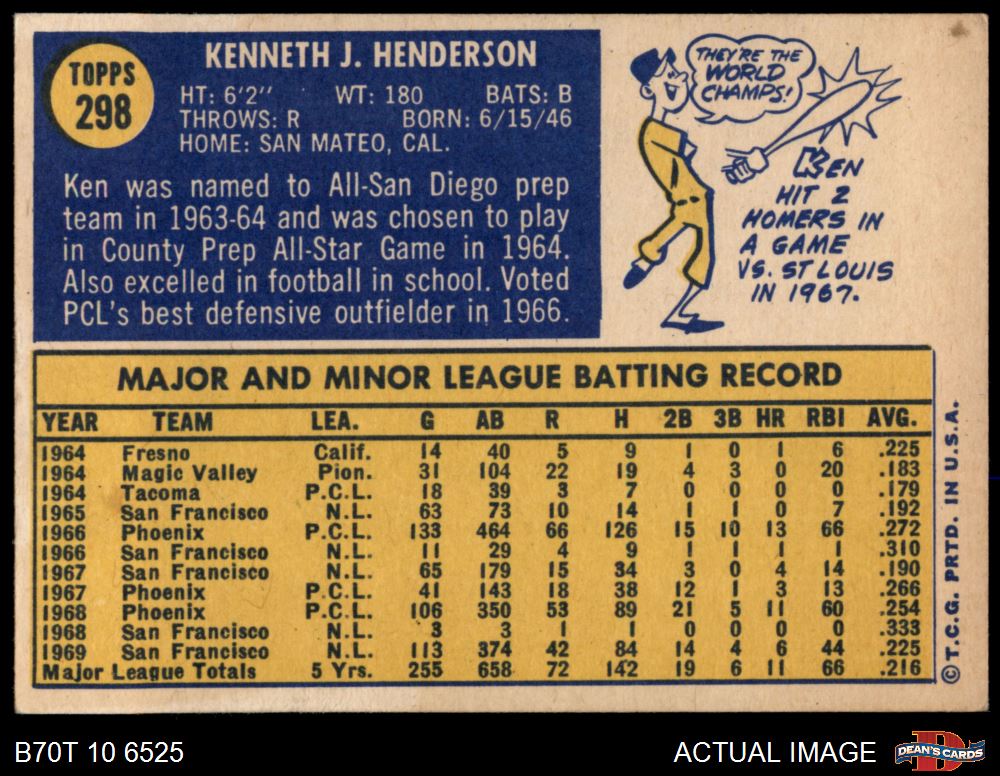 TOPPS
298
KENNETH J. HENDERSON
HT: 6'2" WT: 180 BATS: B
THROWS: R BORN: 6/15/46
HOME: SAN MATEO, CAL.
Ken was named to All-San Diego prep
team in 1963-64 and was chosen to play
in County Prep All-Star Game in 1964.
Also excelled in football in school. Voted
PCL's best defensive outfielder in 1966.
THEY'RE THE
WORLD
CHAMPS!
KEN
HIT 2
HOMERS IN
A GAME
VS. ST LOUIS
IN 1967.
MAJOR AND MINOR LEAGUE BATTING RECORD
YEAR TEAM LEA. G AB R H 2B 3B HR RBI AVG.
1964 Fresno Calif. 14 40 5 9 1 0 1 6 .225
1964 Magic Valley Pion. 31 104 22 19 4 3 0 20 .183
1964 Tacoma P.C.L. 18 39 3 7 0 0 0 0 .179
1965 San Francisco N.L. 63 73 10 14 1 1 0 7 .192
1966 Phoenix P.C.L. 133 464 66 126 15 10 13 66 .272
1966 San Francisco N.L. 11 29 4 9 1 1 1 1 .310
1967 San Francisco N.L. 65 179 15 34 3 0 4 14 .190
1967 Phoenix P.C.L. 41 143 18 38 12 1 3 13 .266
1968 Phoenix P.C.L. 106 350 53 89 21 5 11 60 .254
1968 San Francisco N.L. 3 3 1 1 0 0 0 0 .333
1969 San Francisco N.L. 113 374 42 84 14 4 6 44 .225
Major League Totals 5 Yrs. 255 658 72 142 19 6 11 66 .216
© T.C.G. PRTD. IN U.S.A.
B70T 10 6525
ACTUAL IMAGE
DEAN'S CARDS